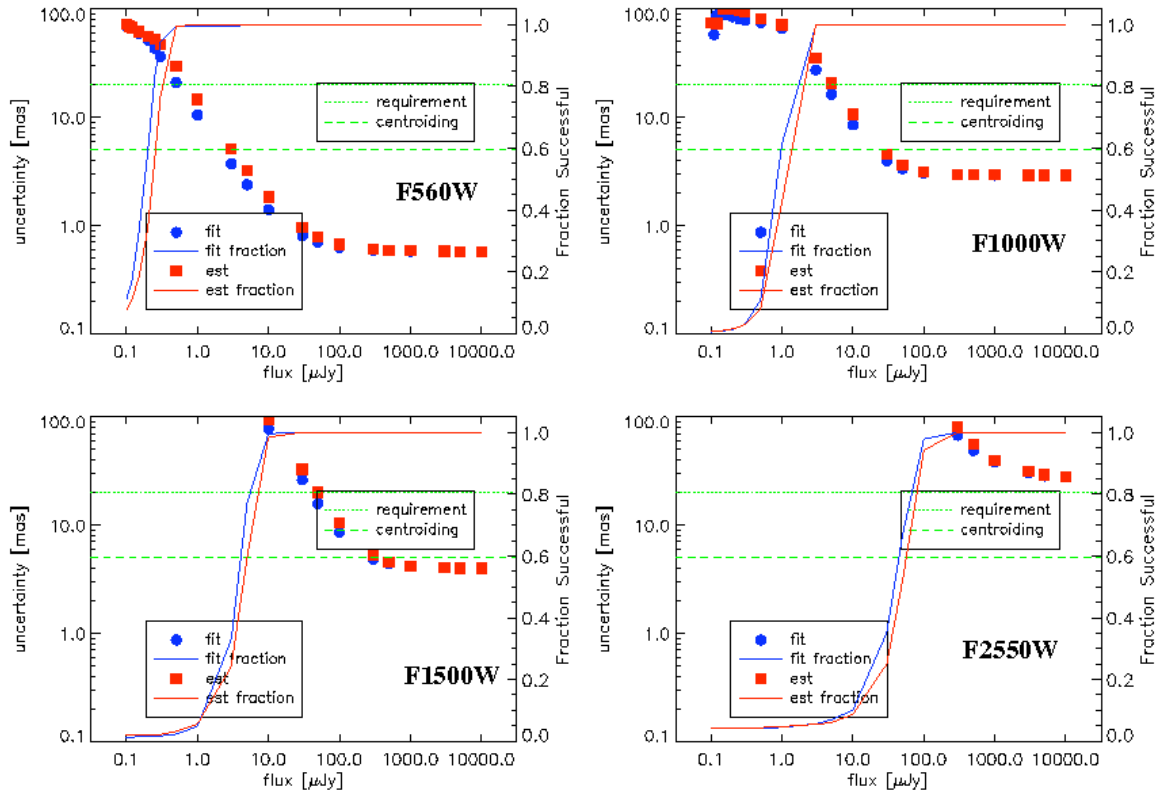 100.0
10.0
1.0
0.1
uncertainty [mas]
1.0
0.8
0.6
0.4
0.2
0.0
Fraction Successful
requirement
centroiding
F560W
fit
fit fraction
est
est fraction
0.1 1.0 10.0 100.0 1000.0 10000.0
flux [μJy]
100.0
10.0
1.0
0.1
uncertainty [mas]
1.0
0.8
0.6
0.4
0.2
0.0
Fraction Successful
requirement
centroiding
F1000W
fit
fit fraction
est
est fraction
0.1 1.0 10.0 100.0 1000.0 10000.0
flux [μJy]
100.0
10.0
1.0
0.1
uncertainty [mas]
1.0
0.8
0.6
0.4
0.2
0.0
Fraction Successful
requirement
centroiding
F1500W
fit
fit fraction
est
est fraction
0.1 1.0 10.0 100.0 1000.0 10000.0
flux [μJy]
100.0
10.0
1.0
0.1
uncertainty [mas]
1.0
0.8
0.6
0.4
0.2
0.0
Fraction Successful
requirement
centroiding
F2550W
fit
fit fraction
est
est fraction
0.1 1.0 10.0 100.0 1000.0 10000.0
flux [μJy]